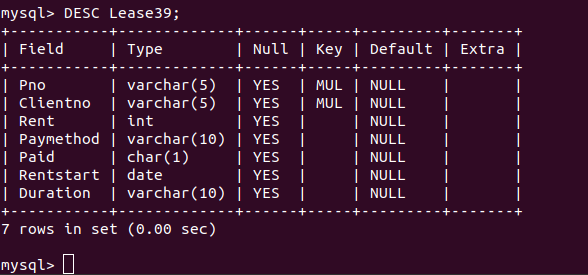 mysql> DESC Lease39;
+-----------+-------------+------+-----+---------+-------+
| Field     | Type        | Null | Key | Default | Extra |
+-----------+-------------+------+-----+---------+-------+
| Pno       | varchar(5)  | YES  | MUL | NULL    |       |
| Clientno  | varchar(5)  | YES  | MUL | NULL    |       |
| Rent      | int         | YES  |     | NULL    |       |
| Paymethod | varchar(10) | YES  |     | NULL    |       |
| Paid      | char(1)     | YES  |     | NULL    |       |
| Rentstart | date        | YES  |     | NULL    |       |
| Duration  | varchar(10) | YES  |     | NULL    |       |
+-----------+-------------+------+-----+---------+-------+
7 rows in set (0.00 sec)
mysql>